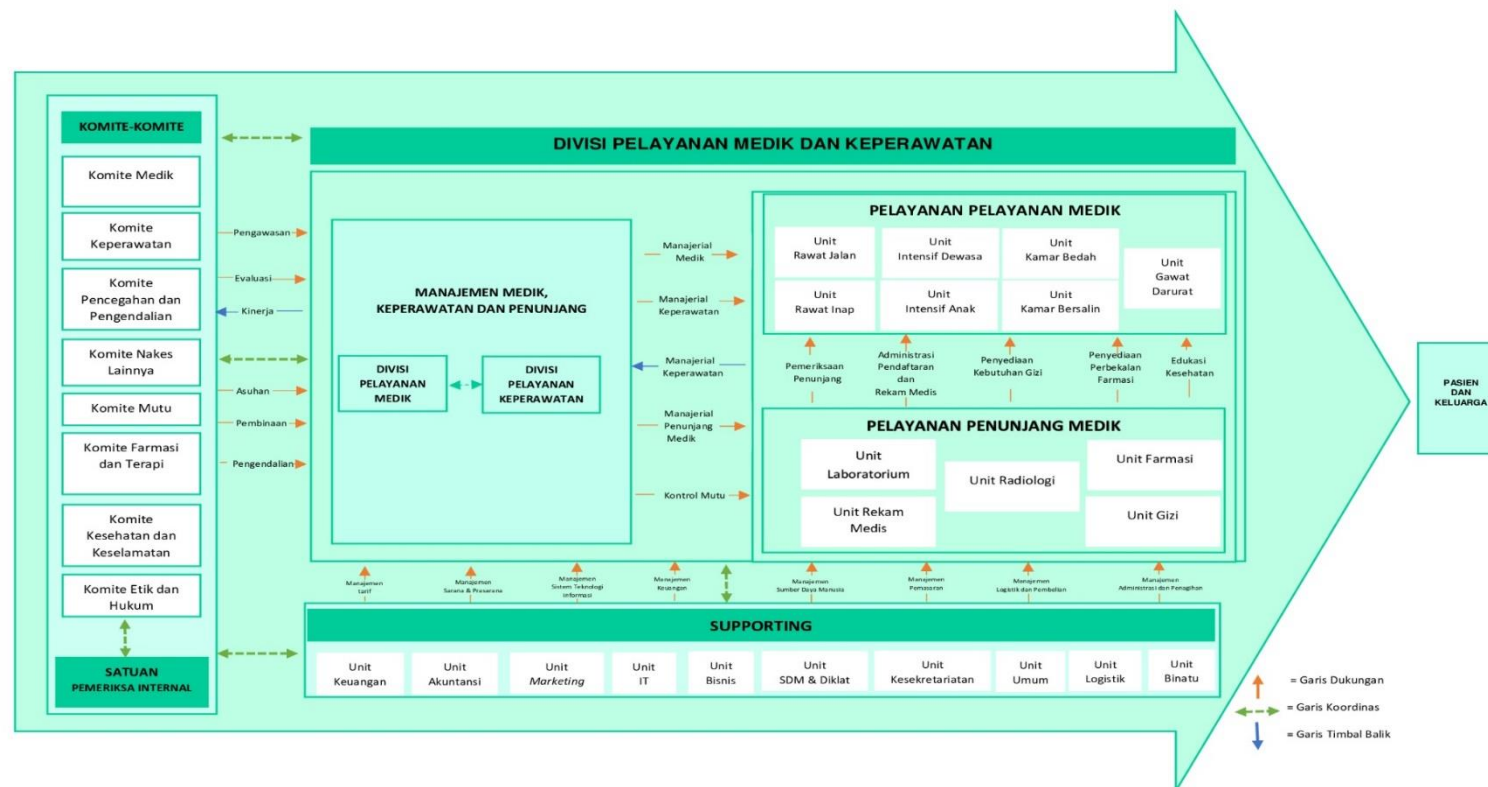 KOMITE-KOMITE
Komite Medik
Komite
Keperawatan
Komite
Pencegahan dan
Pengendalian
Komite Nakes
Lainnya
Komite Mutu
Komite Farmasi
dan Terapi
Komite
Kesehatan dan
Keselamatan
Komite Etik dan
Hukum
SATUAN
PEMERIKSA INTERNAL
Pengawasan
Evaluasi
Kinerja
Asuhan
Pembinaan
Pengendalian
DIVISI PELAYANAN MEDIK DAN KEPERAWATAN
MANAJEMEN MEDIK,
KEPERAWATAN DAN PENUNJANG
DIVISI
PELAYANAN
MEDIK
DIVISI
PELAYANAN
KEPERAWATAN
Manajerial
Medik
Manajerial
Keperawatan
Manajerial
Keperawatan
Manajerial
Penunjang
Medik
Kontrol Mutu
PELAYANAN PELAYANAN MEDIK
Unit
Rawat Jalan
Unit
Intensif Dewasa
Unit
Kamar Bedah
Unit
Gawat
Darurat
Unit
Rawat Inap
Unit
Intensif Anak
Unit
Kamar Bersalin
Pemeriksaan
Penunjang
Administrasi
Pendaftaran
dan
Rekam Medis
Penyediaan
Kebutuhan Gizi
Penyediaan
Perbekalan
Farmasi
Edukasi
Kesehatan
PELAYANAN PENUNJANG MEDIK
Unit
Laboratorium
Unit Radiologi
Unit Farmasi
Unit Rekam
Medis
Unit Gizi
Manajemen
tarif
Manajemen
Sarana & Prasarana
Manajemen
Sistem Teknologi
Informasi
Manajemen
Keuangan
Manajemen
Sumber Daya Manusia
Manajemen
Pemasaran
Manajemen
Logistik dan Pembelian
Manajemen
Administrasi dan Penagihan
SUPPORTING
Unit
Keuangan
Unit
Akuntansi
Unit
Marketing
Unit
IT
Unit
Bisnis
Unit
SDM & Diklat
Unit
Kesekretariatan
Unit
Umum
Unit
Logistik
Unit
Binatu
PASIEN
DAN
KELUARGA
= Garis Dukungan
= Garis Koordinas
= Garis Timbal Balik